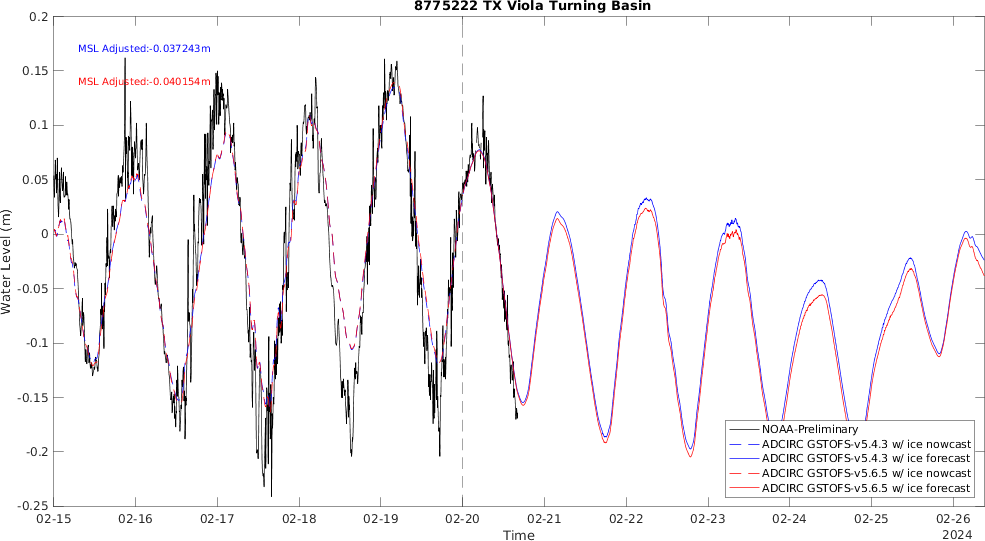 8775222 TX Viola Turning Basin
MSL Adjusted:-0.037243m
MSL Adjusted:-0.040154m
Water Level (m)
0.2
0.15
0.1
0.05
0
-0.05
-0.1
-0.15
-0.2
-0.25
NOAA-Preliminary
ADCIRC GSTOFS-v5.4.3 w/ ice nowcast
ADCIRC GSTOFS-v5.4.3 w/ ice forecast
ADCIRC GSTOFS-v5.6.5 w/ ice nowcast
ADCIRC GSTOFS-v5.6.5 w/ ice forecast
02-15 02-16 02-17 02-18 02-19 02-20 02-21 02-22 02-23 02-24 02-25 02-26
Time
2024